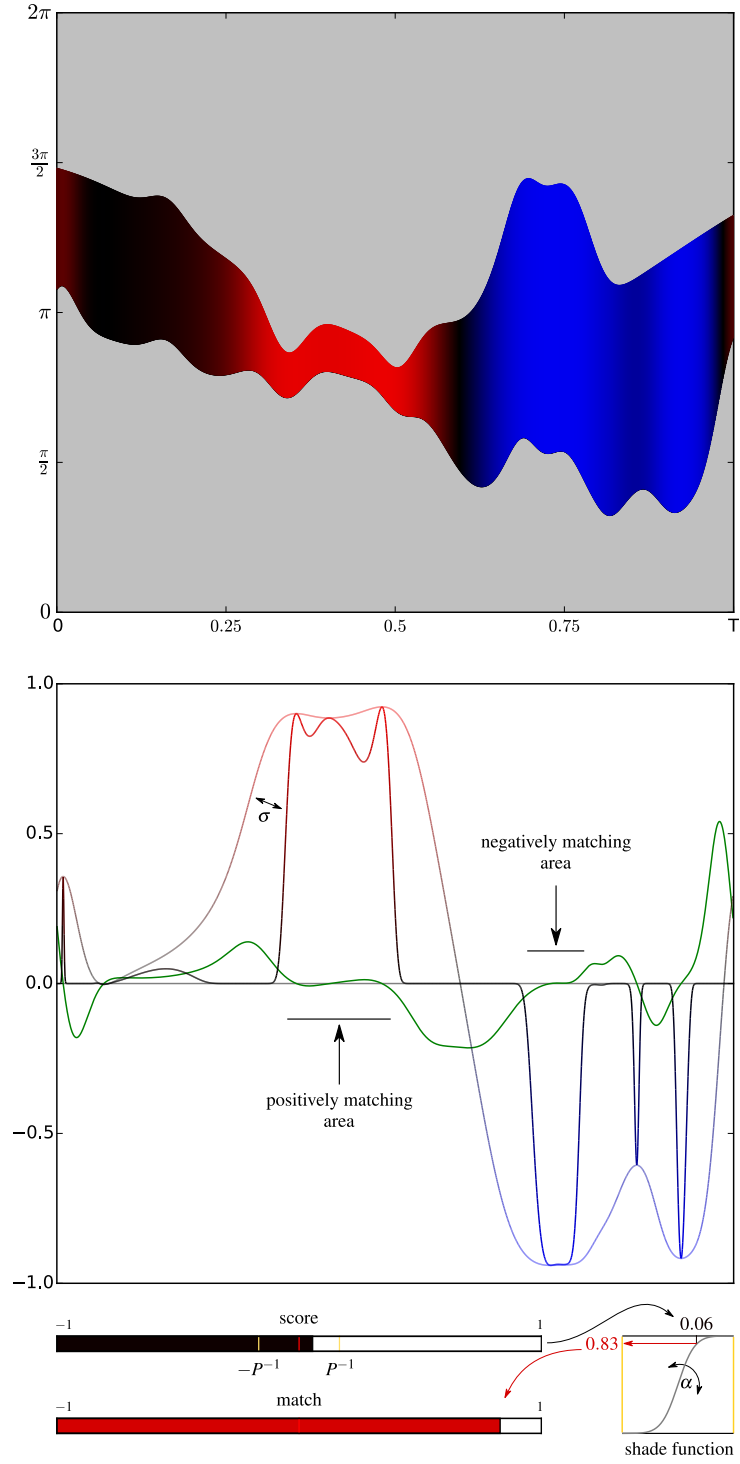 2π
3π/2
π
π/2
0
0 0.25 0.5 0.75 T
1.0
0.5
0.0
−0.5
−1.0
σ
negatively matching
area
positively matching
area
score
−1 1
−P⁻¹ P⁻¹
match
−1 1
0.06
0.83
α
shade function